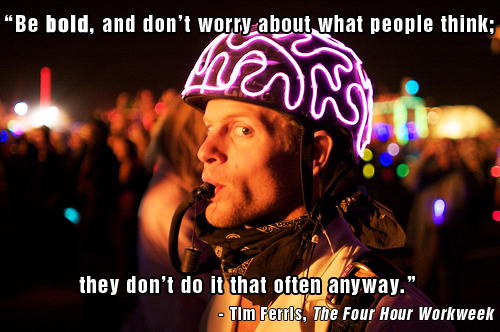 “Be bold, and don’t worry about what people think;
they don’t do it that often anyway.”
- Tim Ferris, The Four Hour Workweek